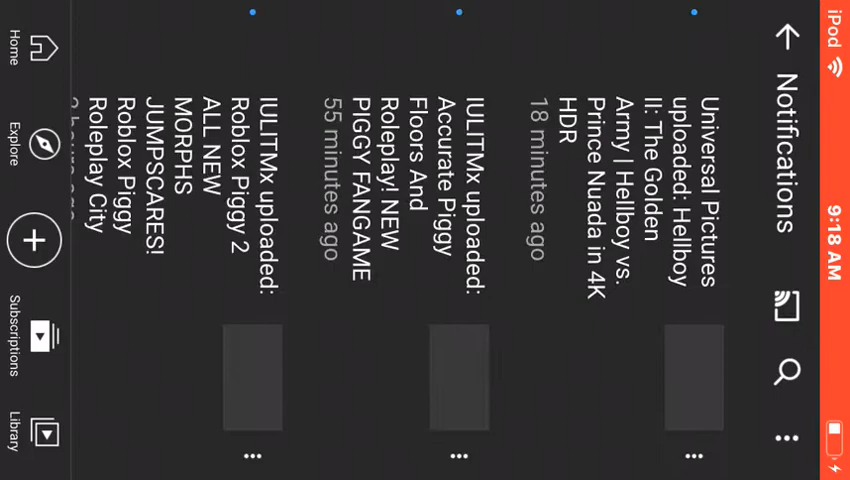 iPod
9:18 AM
Notifications
Universal Pictures
uploaded: Hellboy
II: The Golden
Army | Hellboy vs.
Prince Nuada in 4K
HDR
18 minutes ago
IULITMx uploaded:
Accurate Piggy
Floors And
Roleplay! NEW
PIGGY FANGAME
55 minutes ago
IULITMx uploaded:
Roblox Piggy 2
ALL NEW
MORPHS
JUMPSCARES!
Roblox Piggy
Roleplay City
Home
Explore
Subscriptions
Library